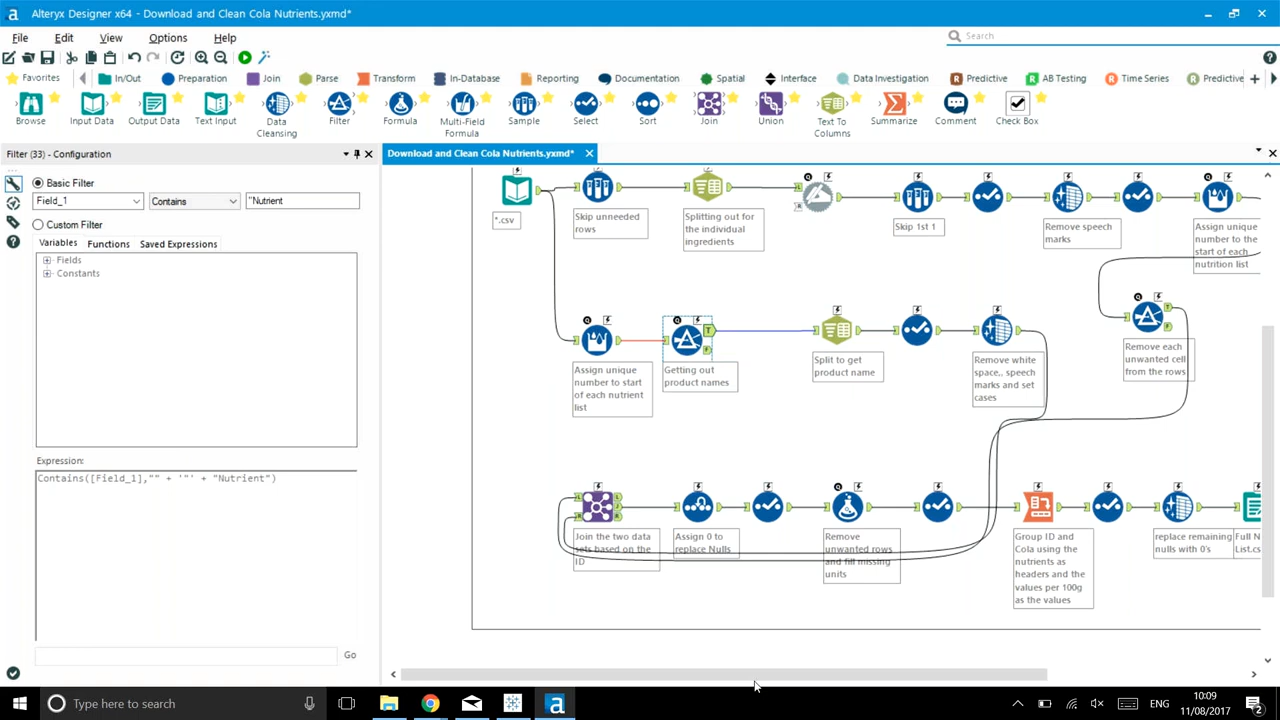 Alteryx Designer x64 - Download and Clean Cola Nutrients.yxmd*
File Edit View Options Help
Search
Favorites In/Out Preparation Join Parse Transform In-Database Reporting Documentation Spatial Interface Data Investigation Predictive AB Testing Time Series Predictive
Browse Input Data Output Data Text Input Data Cleansing Filter Formula Multi-Field Formula Sample Select Sort Join Union Text To Columns Summarize Comment Check Box
Filter (33) - Configuration
Download and Clean Cola Nutrients.yxmd*
Basic Filter
Field_1 Contains "Nutrient
Custom Filter
Variables Functions Saved Expressions
Fields
Constants
Expression:
Contains([Field_1],"" + '"' + "Nutrient")
Go
*.csv
Skip unneeded
rows
Splitting out for
the individual
ingredients
Skip 1st 1
Remove speech
marks
Assign unique
number to the
start of each
nutrition list
Assign unique
number to start
of each nutrient
list
Getting out
product names
T
F
Split to get
product name
Remove white
space,, speech
marks and set
cases
Remove each
unwanted cell
from the rows
Join the two data
sets based on the
ID
Assign 0 to
replace Nulls
Remove
unwanted rows
and fill missing
units
Group ID and
Cola using the
nutrients as
headers and the
values per 100g
as the values
replace remaining
nulls with 0's
Full N
List.cs
Type here to search
ENG
10:09
11/08/2017
2